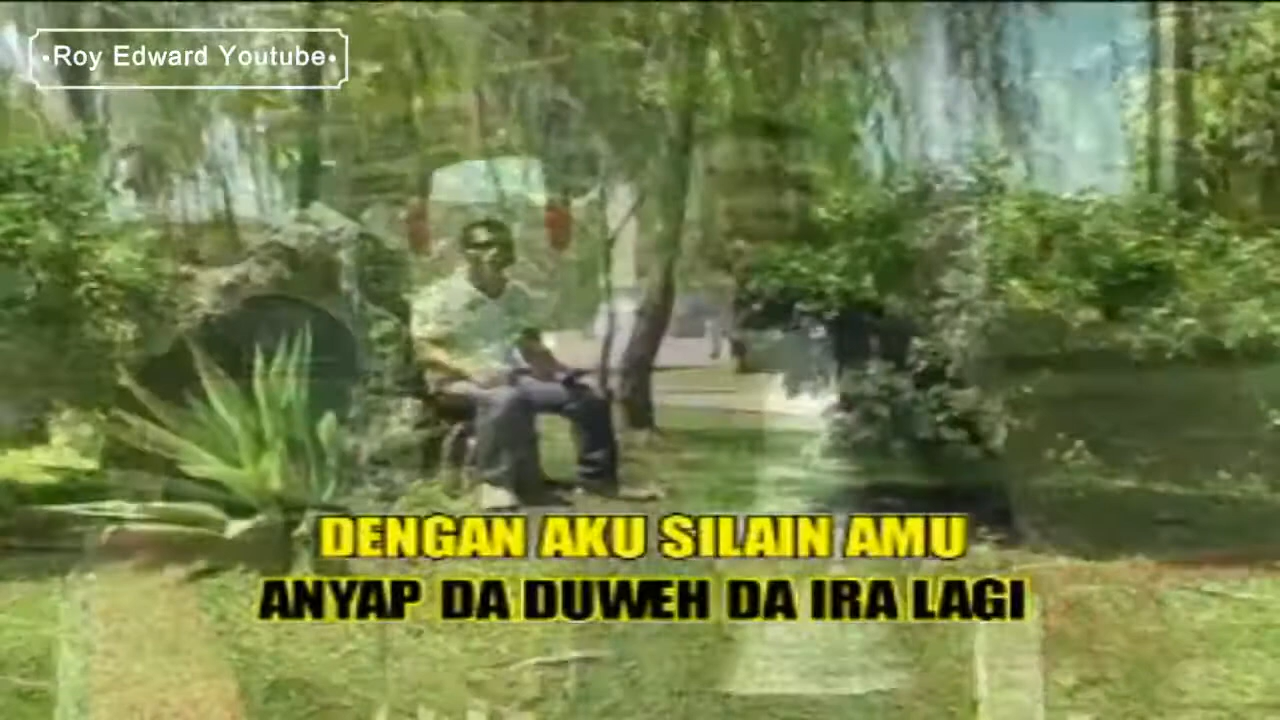 •Roy Edward Youtube•
DENGAN AKU SILAIN AMU
ANYAP DA DUWEH DA IRA LAGI